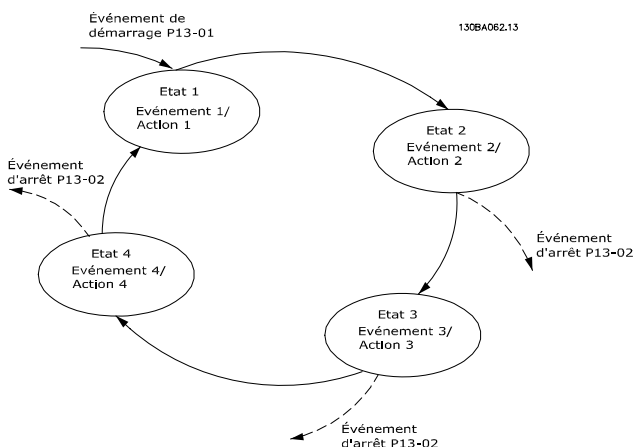 Événement de
démarrage P13-01
130BA062.13
Etat 1
Evénement 1/
Action 1
Etat 2
Evénement 2/
Action 2
Événement
d'arrêt P13-02
Événement
d'arrêt P13-02
Etat 4
Evénement 4/
Action 4
Etat 3
Evénement 3/
Action 3
Événement
d'arrêt P13-02